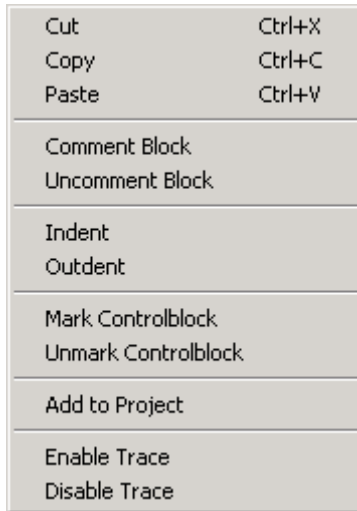 Cut Ctrl+X
Copy Ctrl+C
Paste Ctrl+V
Comment Block
Uncomment Block
Indent
Outdent
Mark Controlblock
Unmark Controlblock
Add to Project
Enable Trace
Disable Trace